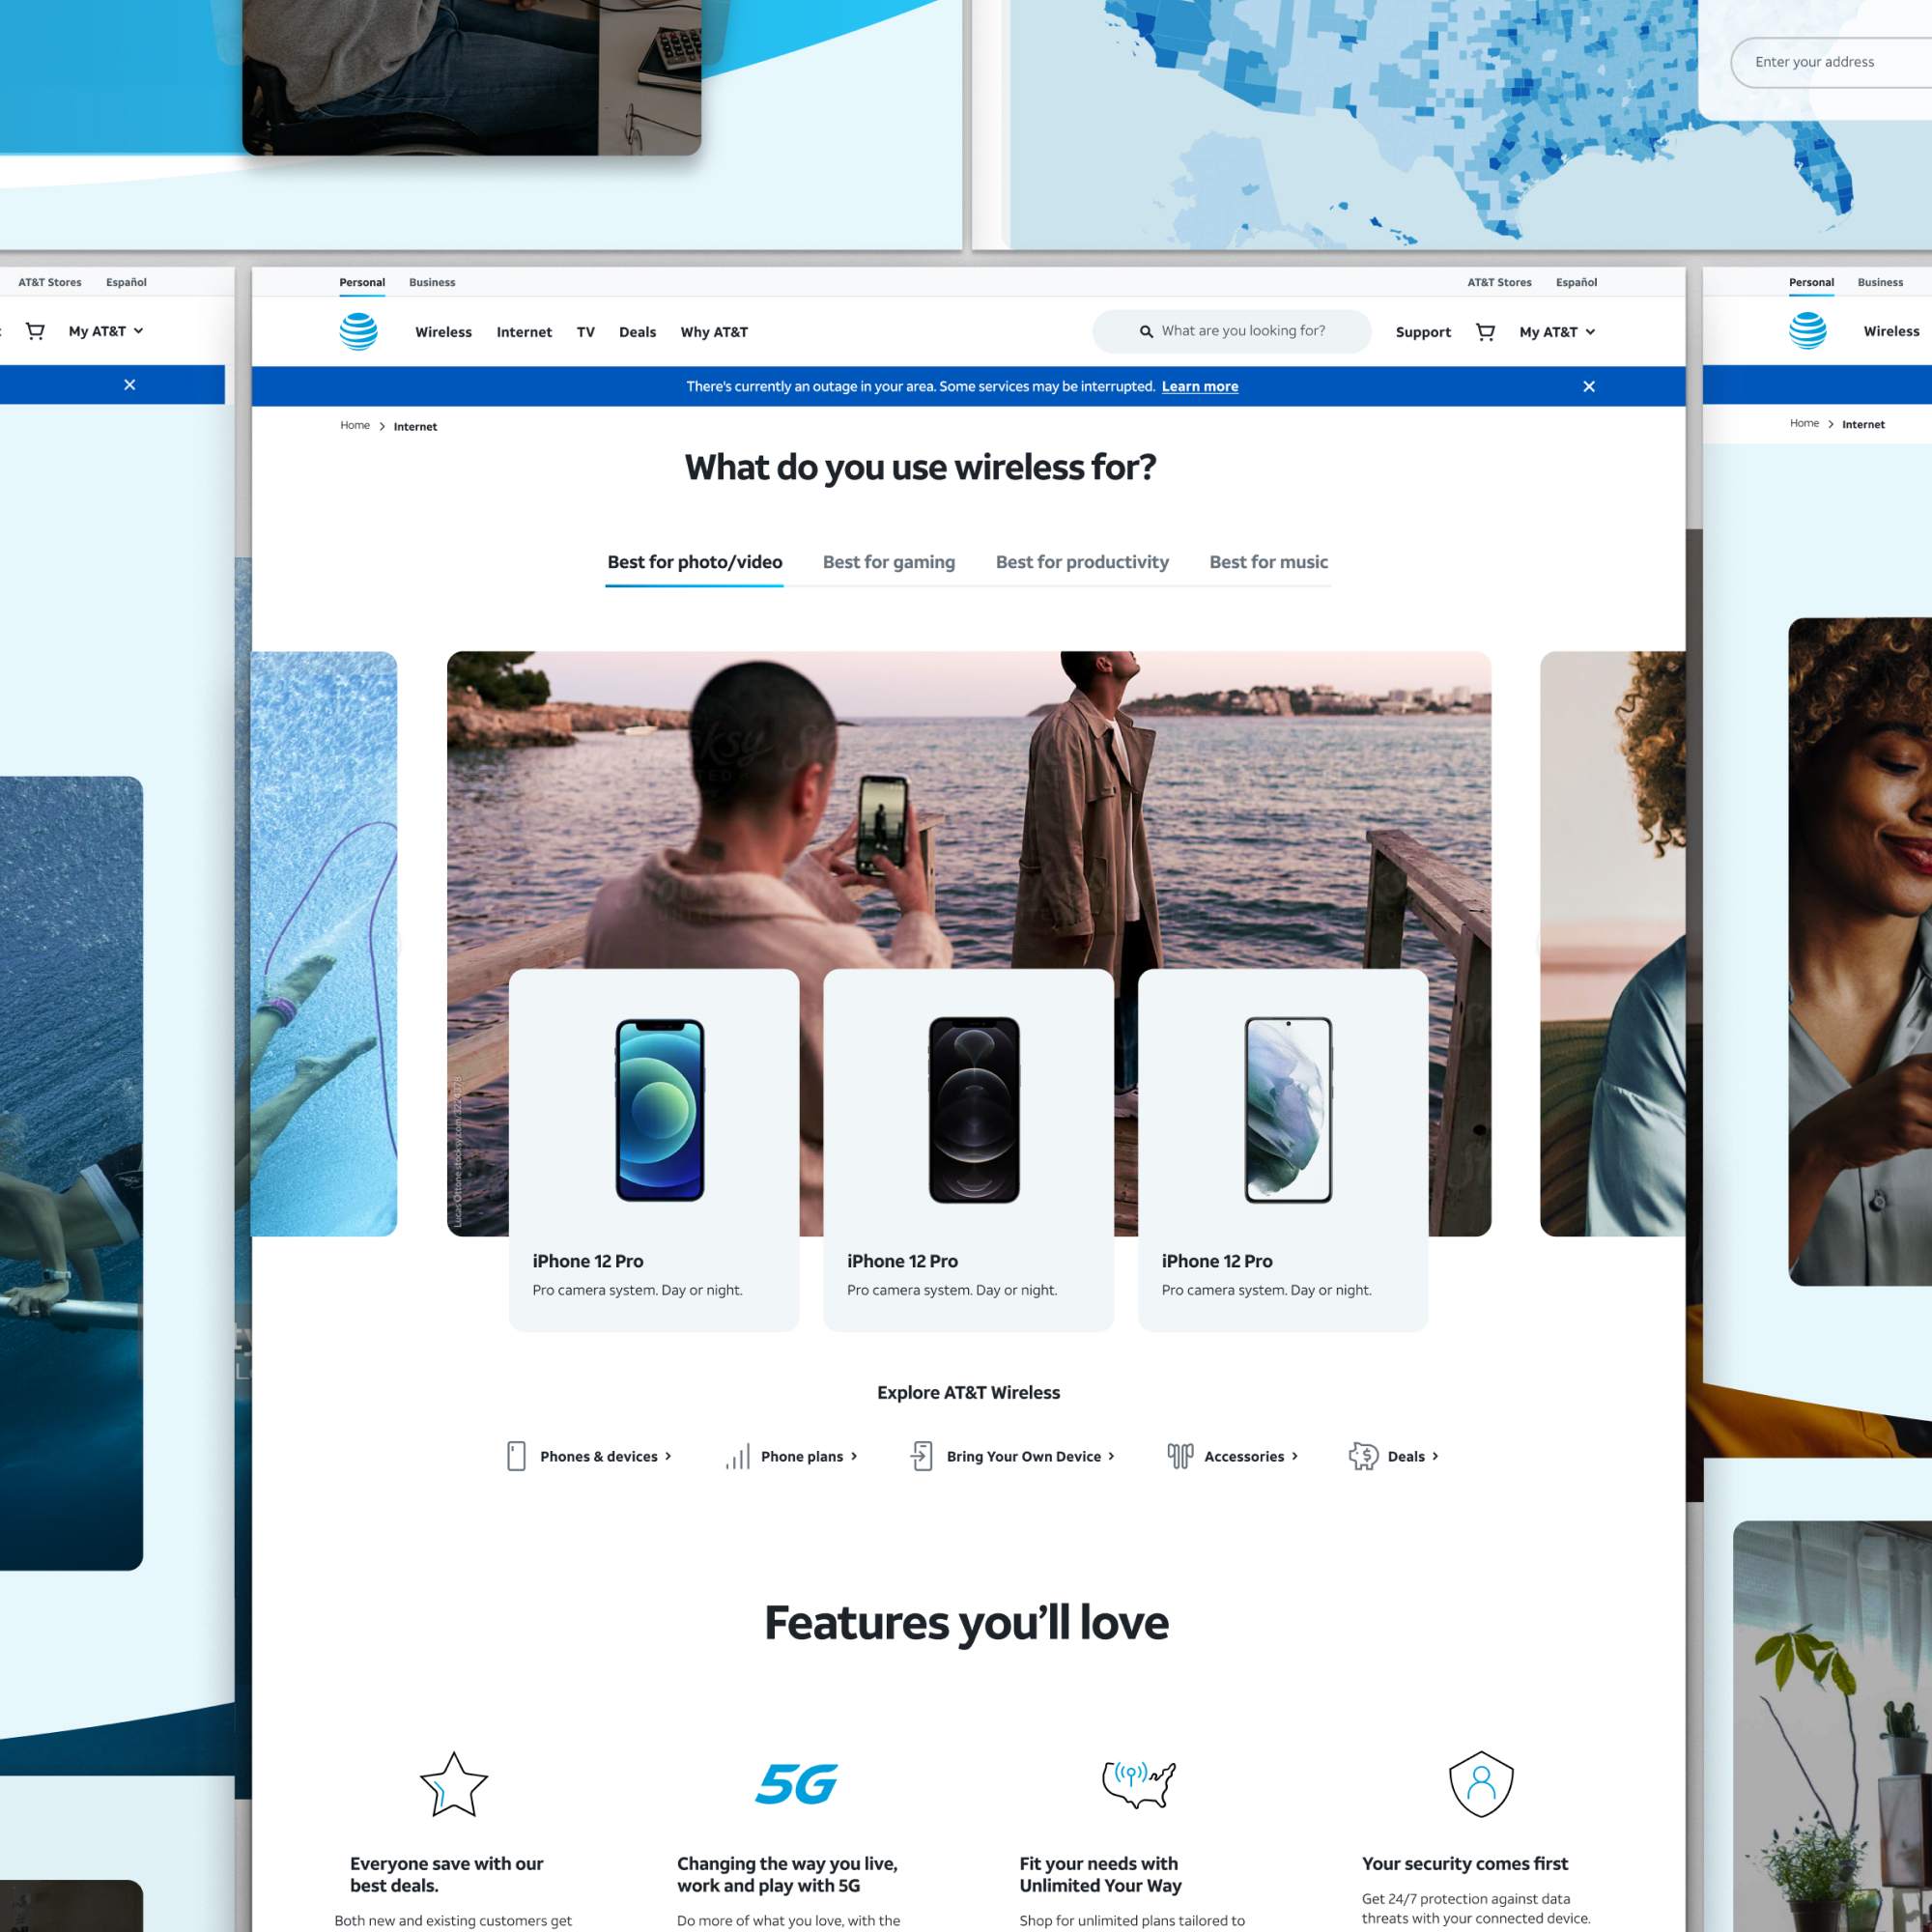 Enter your address
AT&T Stores Español
My AT&T
Personal Business
AT&T Stores Español
Wireless Internet TV Deals Why AT&T
What are you looking for?
Support
My AT&T
There's currently an outage in your area. Some services may be interrupted. Learn more
Home > Internet
What do you use wireless for?
Best for photo/video Best for gaming Best for productivity Best for music
Lucas Ottone stocksy.com/3224378
iPhone 12 Pro
Pro camera system. Day or night.
iPhone 12 Pro
Pro camera system. Day or night.
iPhone 12 Pro
Pro camera system. Day or night.
Explore AT&T Wireless
Phones & devices >
Phone plans >
Bring Your Own Device >
Accessories >
Deals >
Features you’ll love
5G
Everyone save with our
best deals.
Both new and existing customers get
Changing the way you live,
work and play with 5G
Do more of what you love, with the
Fit your needs with
Unlimited Your Way
Shop for unlimited plans tailored to
Your security comes first
Get 24/7 protection against data
threats with your connected device.
Personal Business
Wireless
Home > Internet